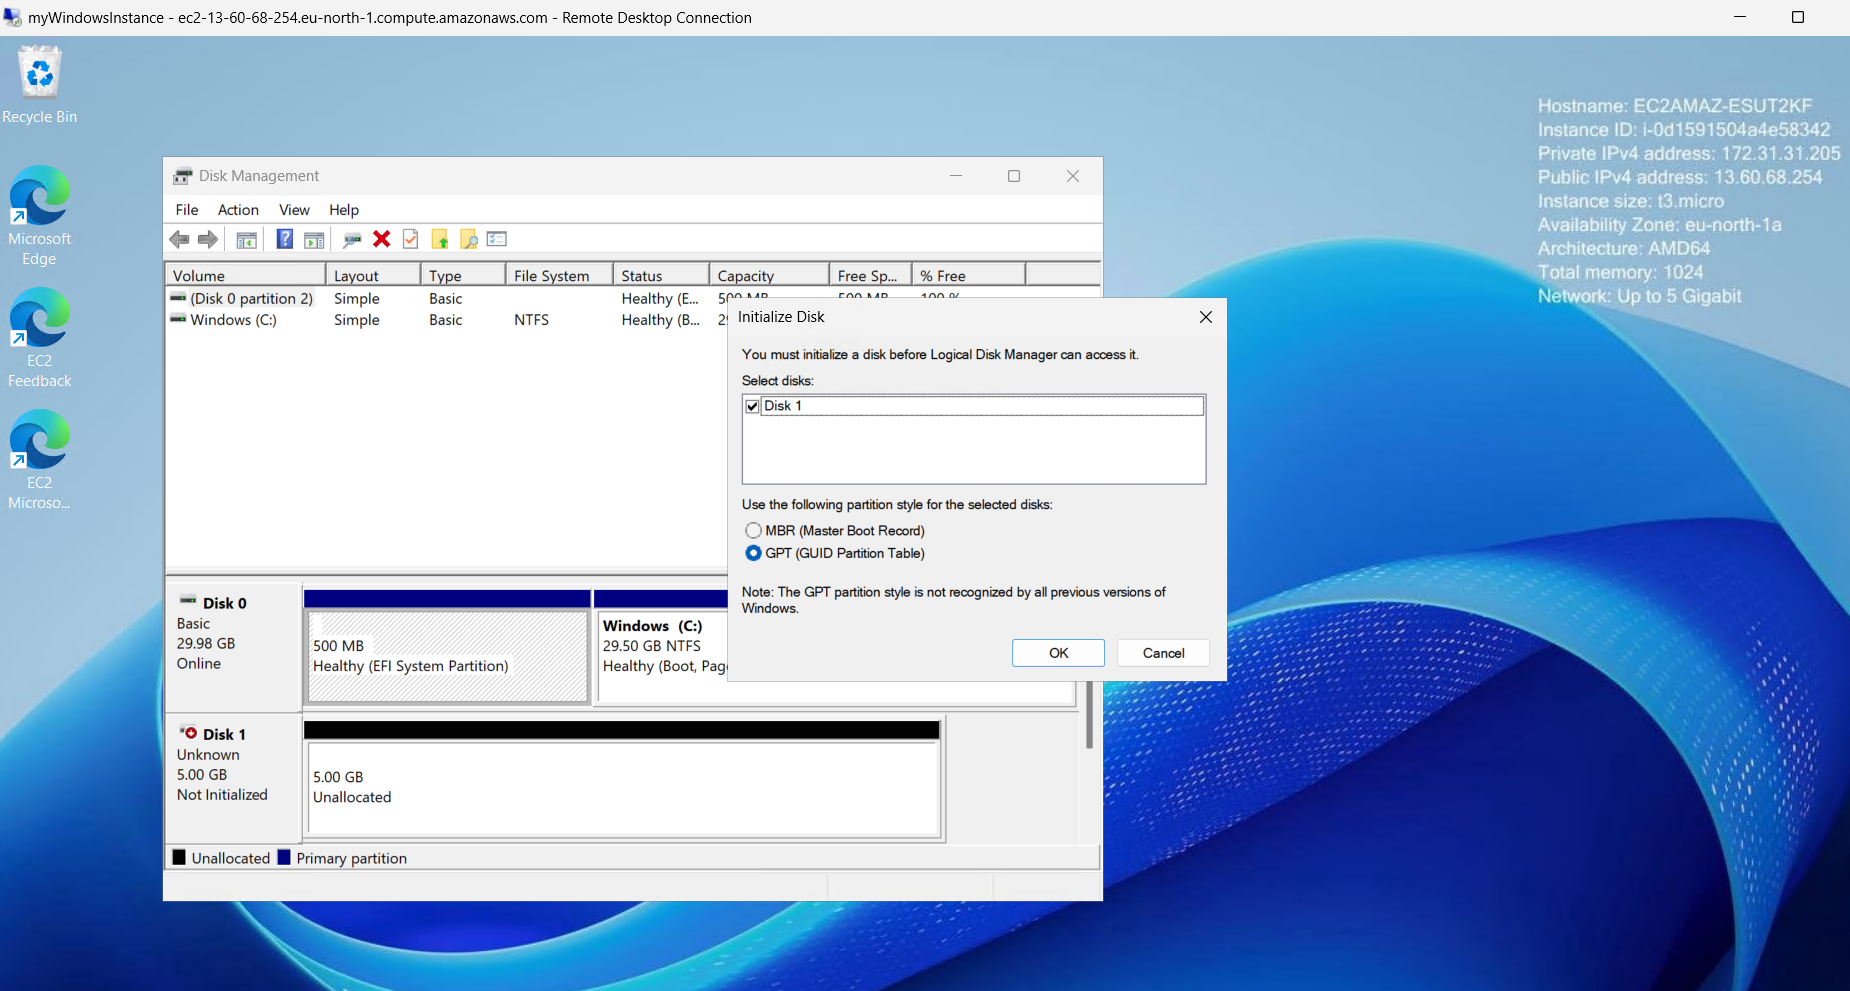 myWindowsInstance - ec2-13-60-68-254.eu-north-1.compute.amazonaws.com - Remote Desktop Connection
Recycle Bin
Microsoft
Edge
EC2
Feedback
EC2
Microso...
Hostname: EC2AMAZ-ESUT2KF
Instance ID: i-0d1591504a4e58342
Private IPv4 address: 172.31.31.205
Public IPv4 address: 13.60.68.254
Instance size: t3.micro
Availability Zone: eu-north-1a
Architecture: AMD64
Total memory: 1024
Network: Up to 5 Gigabit
Disk Management
File Action View Help
Volume Layout Type File System Status Capacity Free Sp... % Free
(Disk 0 partition 2) Simple Basic Healthy (E... 500 MB 500 MB 100 %
Windows (C:) Simple Basic NTFS Healthy (B...
Initialize Disk
You must initialize a disk before Logical Disk Manager can access it.
Select disks:
Disk 1
Use the following partition style for the selected disks:
MBR (Master Boot Record)
GPT (GUID Partition Table)
Note: The GPT partition style is not recognized by all previous versions of
Windows.
OK Cancel
Disk 0
Basic
29.98 GB
Online
500 MB
Healthy (EFI System Partition)
Windows (C:)
29.50 GB NTFS
Healthy (Boot, Pag
Disk 1
Unknown
5.00 GB
Not Initialized
5.00 GB
Unallocated
Unallocated Primary partition